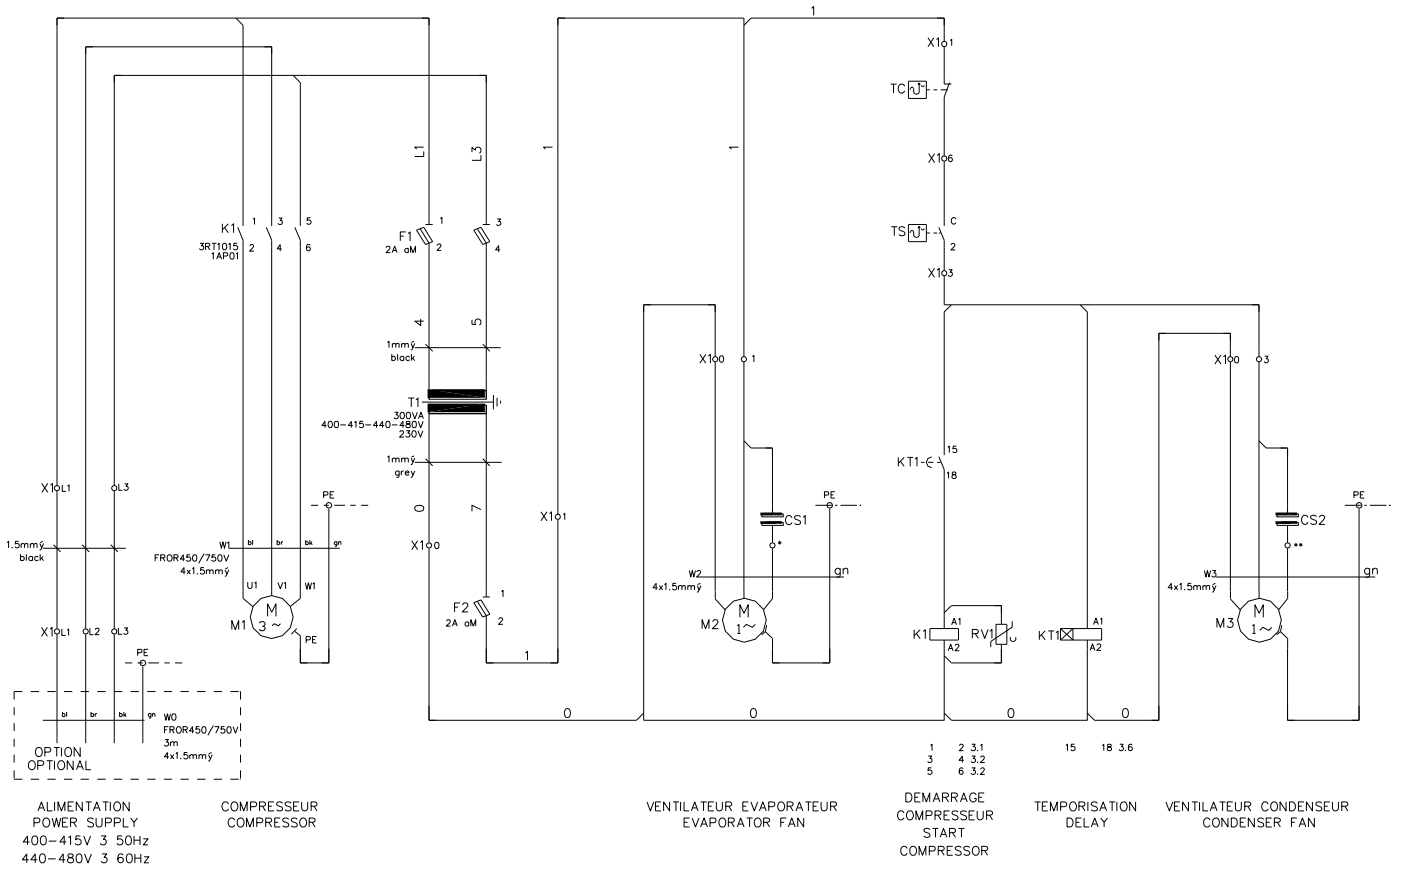 1
X1 1
TC
L1
L3
1
1
X1 6
K1
1
3
5
2
4
6
3RT1015
1AP01
F1
1
2
3
4
2A aM
TS
C
2
X1 3
4
5
1mmý
black
T1
300VA
400-415-440-480V
230V
1mmý
grey
0
7
X1 0
1
X1 0
3
KT1
15
18
X1 L1
L3
PE
X1 1
CS1
PE
CS2
PE
1.5mmý
black
W1
bl
br
bk
gn
FROR450/750V
4x1.5mmý
X1 0
*
**
W2
4x1.5mmý
gn
W3
4x1.5mmý
gn
U1
V1
W1
M
3~
M1
PE
F2
1
2
2A aM
M2
M
1~
K1
A1
A2
RV1
U
KT1
A1
A2
M3
M
1~
X1 L1
L2
L3
PE
1
0
0
0
0
bl
br
bk
gn
W0
FROR450/750V
3m
4x1.5mmý
OPTION
OPTIONAL
1 2 3.1
3 4 3.2
5 6 3.2
15 18 3.6
ALIMENTATION
POWER SUPPLY
400-415V 3 50Hz
440-480V 3 60Hz
COMPRESSEUR
COMPRESSOR
VENTILATEUR EVAPORATEUR
EVAPORATOR FAN
DEMARRAGE
COMPRESSEUR
START
COMPRESSOR
TEMPORISATION
DELAY
VENTILATEUR CONDENSEUR
CONDENSER FAN